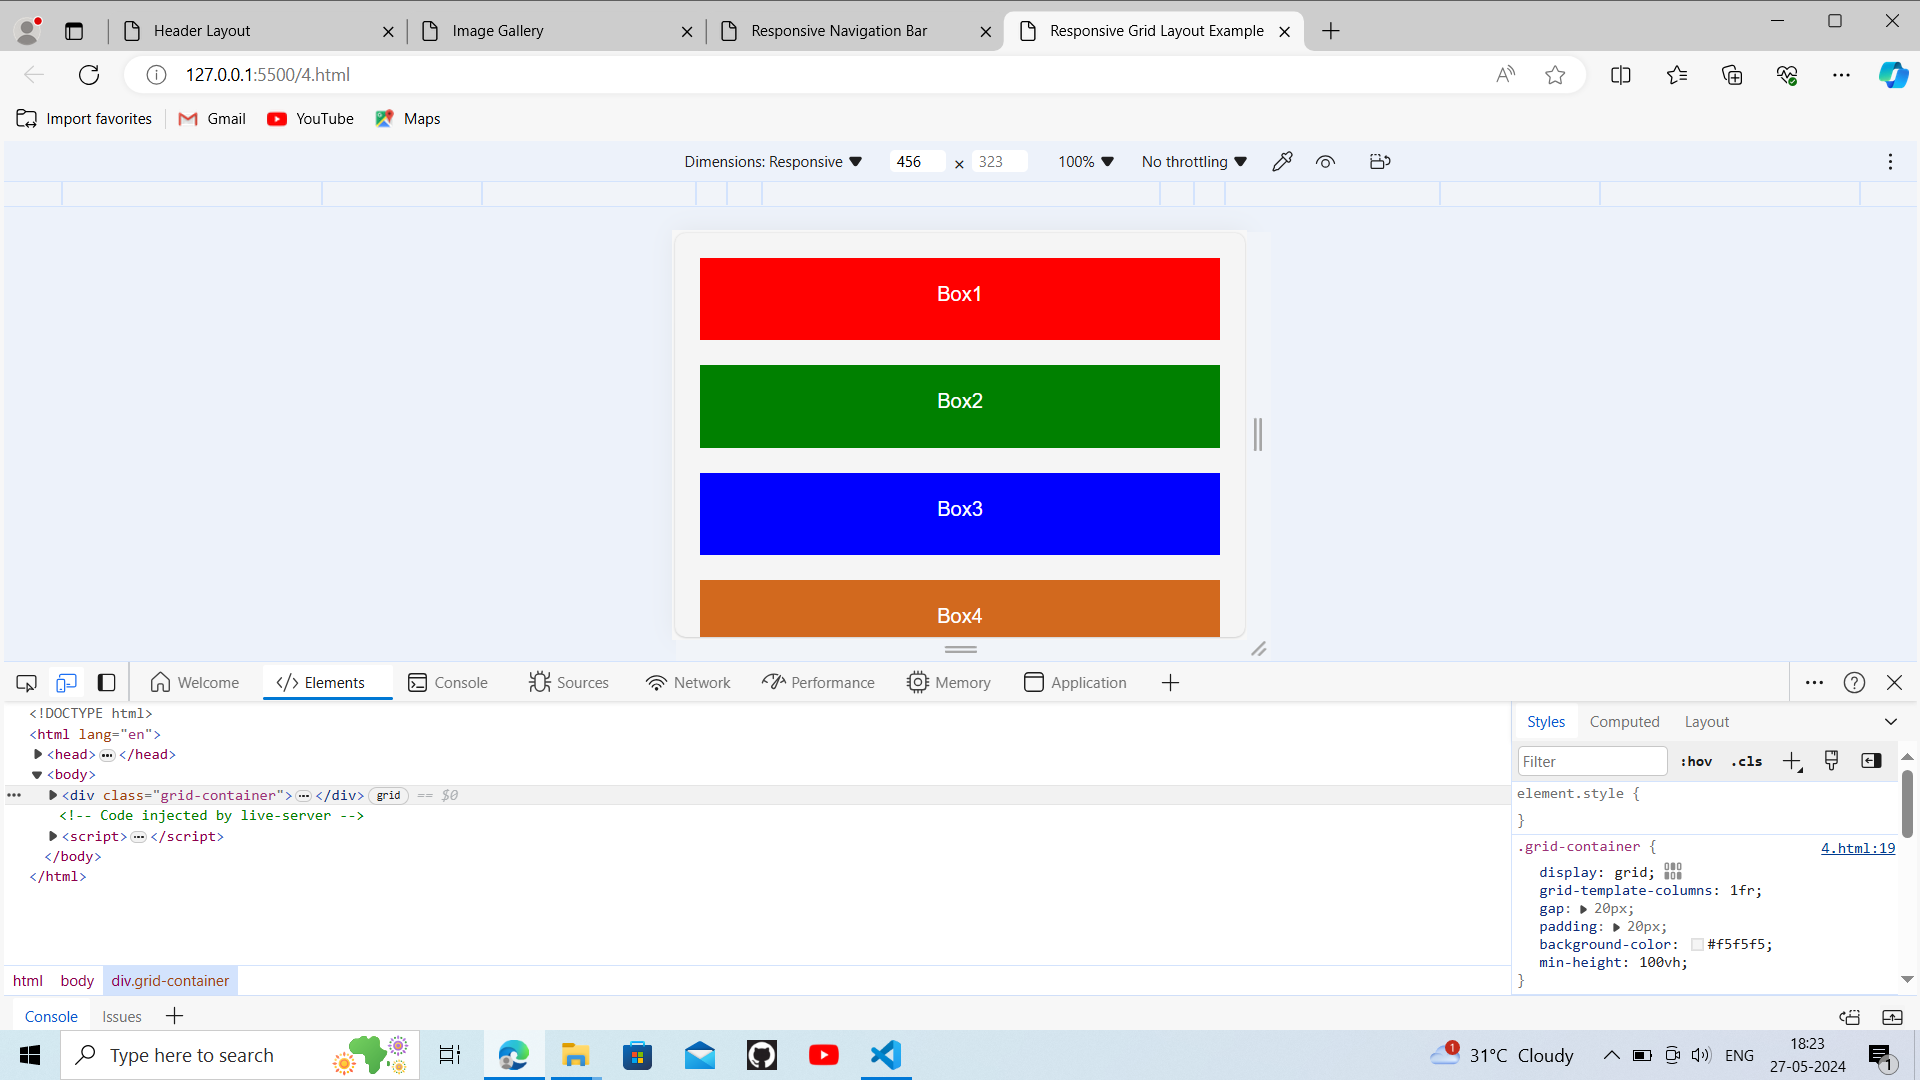 Header Layout
Image Gallery
Responsive Navigation Bar
Responsive Grid Layout Example
127.0.0.1:5500/4.html
Import favorites
Gmail
YouTube
Maps
Dimensions: Responsive 456 × 323 100% No throttling
Box1
Box2
Box3
Box4
Welcome
Elements
Console
Sources
Network
Performance
Memory
Application
<!DOCTYPE html>
<html lang="en">
<head> ••• </head>
<body>
••• <div class="grid-container"> ••• </div> grid == $0
<!-- Code injected by live-server -->
<script> ••• </script>
</body>
</html>
html body div.grid-container
Styles Computed Layout
Filter :hov .cls
element.style {
}
.grid-container { 4.html:19
display: grid;
grid-template-columns: 1fr;
gap: 20px;
padding: 20px;
background-color: #f5f5f5;
min-height: 100vh;
}
Console Issues
Type here to search
1
31°C Cloudy
ENG
18:23
27-05-2024
1